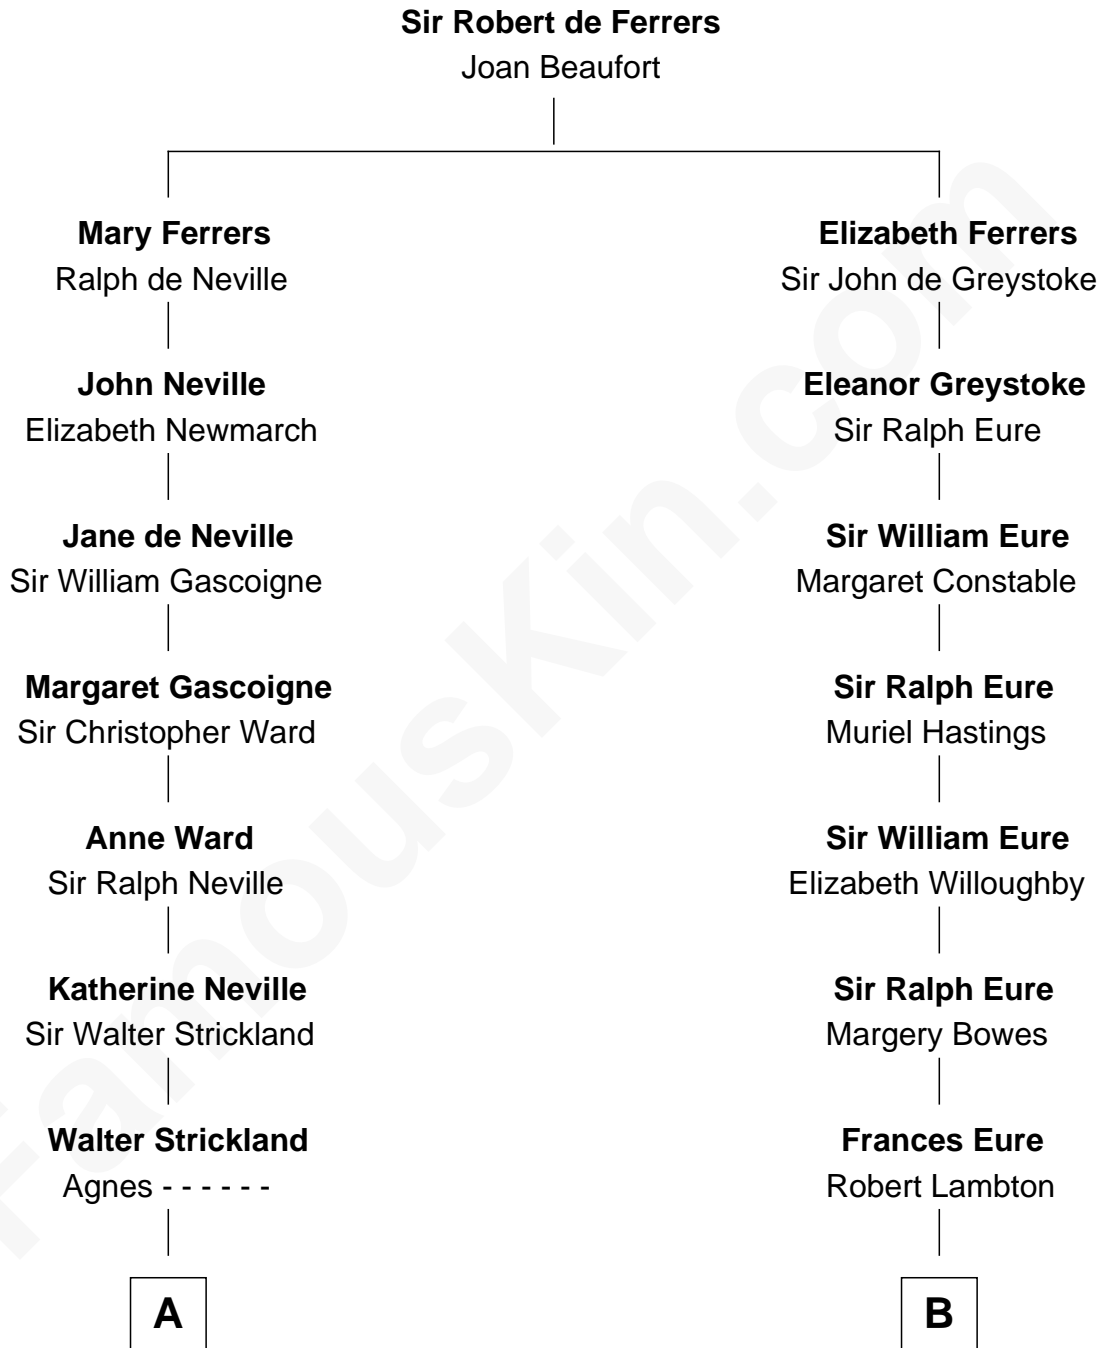 Sir Robert de Ferrers
Joan Beaufort
Mary Ferrers
Ralph de Neville
Elizabeth Ferrers
Sir John de Greystoke
John Neville
Elizabeth Newmarch
Eleanor Greystoke
Sir Ralph Eure
Jane de Neville
Sir William Gascoigne
Sir William Eure
Margaret Constable
Margaret Gascoigne
Sir Christopher Ward
Sir Ralph Eure
Muriel Hastings
Anne Ward
Sir Ralph Neville
Sir William Eure
Elizabeth Willoughby
Katherine Neville
Sir Walter Strickland
Sir Ralph Eure
Margery Bowes
Walter Strickland
Agnes - - - - - -
Frances Eure
Robert Lambton
A
B
FamousKin.com